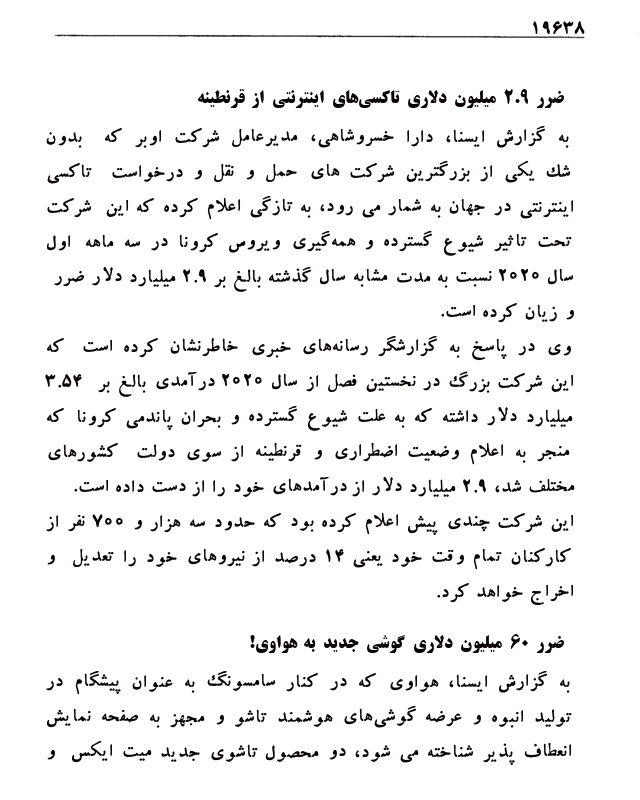 ۱۹۶۳۸
ضرر ۲.۹ میلیون دلاری تاکسی‌های اینترنتی از قرنطینه
به گزارش ایسنا، دارا خسروشاهی، مدیرعامل شرکت اوبر که بدون
شك یکی از بزرگترین شرکت های حمل و نقل و درخواست تاکسی
اینترنتی در جهان به شمار می رود، به تازگی اعلام کرده که این شرکت
تحت تاثیر شیوع گسترده و همه‌گیری ویروس کرونا در سه ماهه اول
سال ۲۰۲۰ نسبت به مدت مشابه سال گذشته بالغ بر ۲.۹ میلیارد دلار ضرر
و زیان کرده است.
وی در پاسخ به گزارشگر رسانه‌های خبری خاطرنشان کرده است که
این شرکت بزرگ در نخستین فصل از سال ۲۰۲۰ درآمدی بالغ بر ۳.۵۴
میلیارد دلار داشته که به علت شیوع گسترده و بحران پاندمی کرونا که
منجر به اعلام وضعیت اضطراری و قرنطینه از سوی دولت کشورهای
مختلف شد، ۲.۹ میلیارد دلار از درآمدهای خود را از دست داده است.
این شرکت چندی پیش اعلام کرده بود که حدود سه هزار و ۷۰۰ نفر از
کارکنان تمام وقت خود یعنی ۱۴ درصد از نیروهای خود را تعدیل و
اخراج خواهد کرد.
ضرر ۶۰ میلیون دلاری گوشی جدید به هواوی!
به گزارش ایسنا، هواوی که در کنار سامسونگ به عنوان پیشگام در
تولید انبوه و عرضه گوشی‌های هوشمند تاشو و مجهز به صفحه نمایش
انعطاف پذیر شناخته می شود، دو محصول تاشوی جدید میت ایکس و